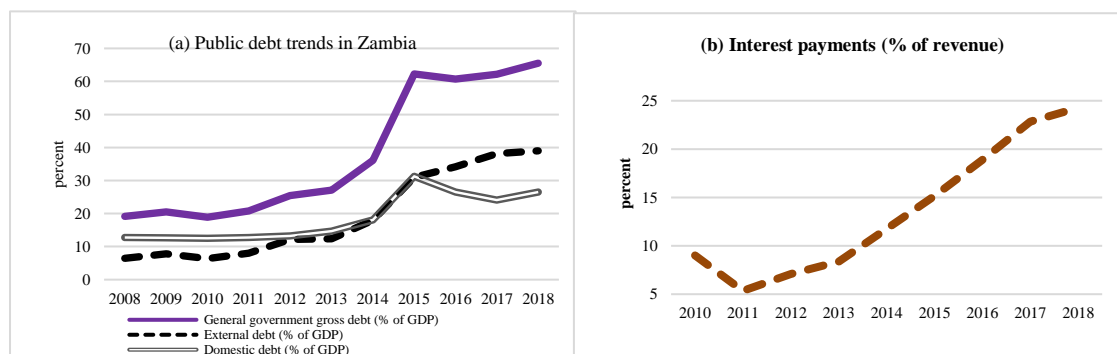 (a) Public debt trends in Zambia
70
60
50
40
30
20
10
0
percent
2008 2009 2010 2011 2012 2013 2014 2015 2016 2017 2018
General government gross debt (% of GDP)
External debt (% of GDP)
Domestic debt (% of GDP)
(b) Interest payments (% of revenue)
25
20
15
10
5
percent
2010 2011 2012 2013 2014 2015 2016 2017 2018